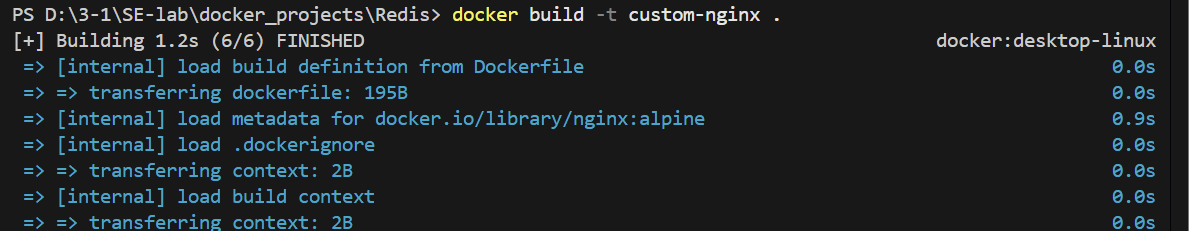 PS D:\3-1\SE-lab\docker_projects\Redis> docker build -t custom-nginx .
[+] Building 1.2s (6/6) FINISHED docker:desktop-linux
=> [internal] load build definition from Dockerfile 0.0s
=> => transferring dockerfile: 195B 0.0s
=> [internal] load metadata for docker.io/library/nginx:alpine 0.9s
=> [internal] load .dockerignore 0.0s
=> => transferring context: 2B 0.0s
=> [internal] load build context 0.0s
=> => transferring context: 2B 0.0s